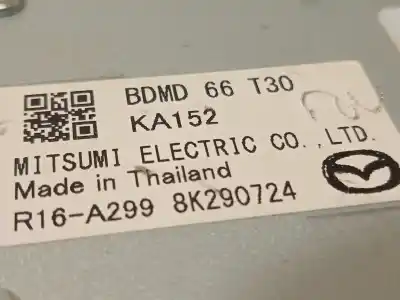 BDMD 66 T30
KA152
MITSUMI ELECTRIC CO.,LTD.
Made in Thailand
R16-A299 8K290724